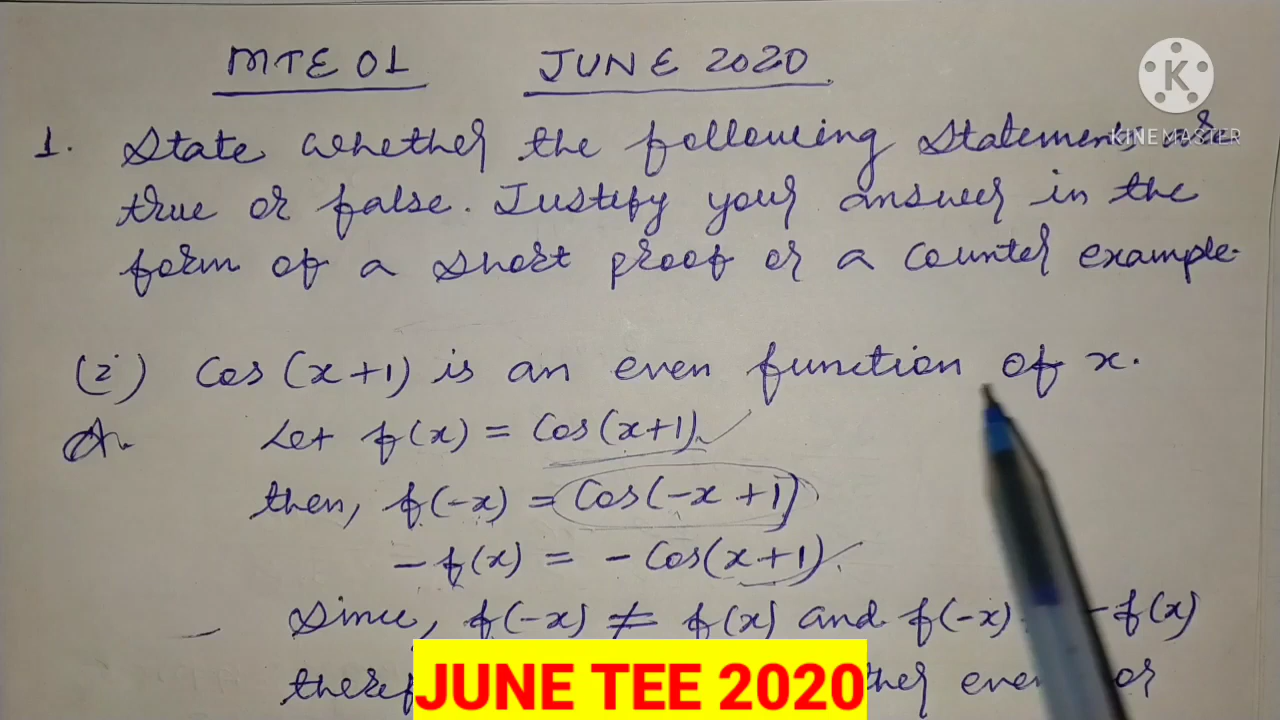 MTE 01 JUNE 2020
K
KINEMASTER
1. State whether the following Statements are
true or false. Justify your answer in the
form of a short proof or a counter example.
(i) Cos (x+1) is an even function of x.
Let f(x) = Cos(x+1)
then, f(-x) = Cos(-x+1)
-f(x) = - Cos(x+1)
Since, f(-x) ≠ f(x) and f(-x) -f(x)
even or
JUNE TEE 2020